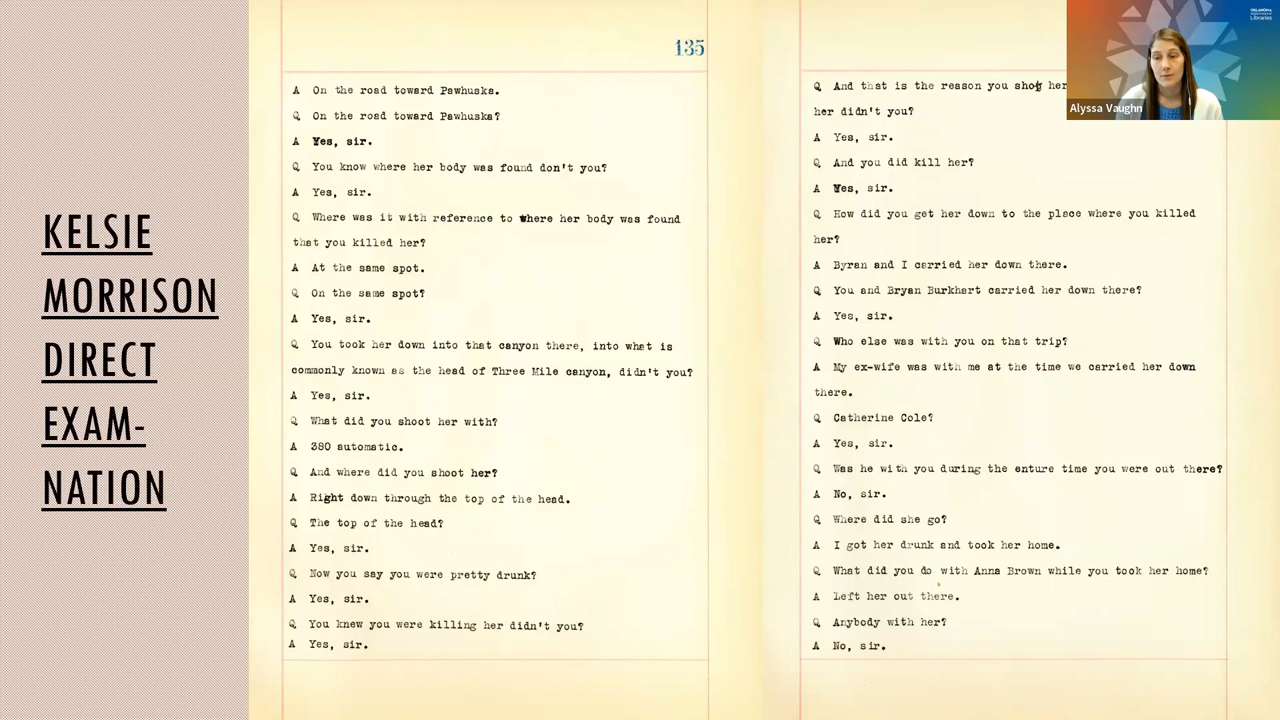 KELSIE
MORRISON
DIRECT
EXAM-
NATION
135
A On the road toward Pawhuska.
Q On the road toward Pawhuska?
A Yes, sir.
Q You know where her body was found don't you?
A Yes, sir.
Q Where was it with reference to where her body was found
that you killed her?
A At the same spot.
Q On the same spot?
A Yes, sir.
Q You took her down into that canyon there, into what is
commonly known as the head of Three Mile canyon, didn't you?
A Yes, sir.
Q What did you shoot her with?
A 380 automatic.
Q And where did you shoot her?
A Right down through the top of the head.
Q The top of the head?
A Yes, sir.
Q Now you say you were pretty drunk?
A Yes, sir.
Q You knew you were killing her didn't you?
A Yes, sir.
Q And that is the reason you shot her
her didn't you?
A Yes, sir.
Q And you did kill her?
A Yes, sir.
Q How did you get her down to the place where you killed
her?
A Byran and I carried her down there.
Q You and Bryan Burkhart carried her down there?
A Yes, sir.
Q Who else was with you on that trip?
A My ex-wife was with me at the time we carried her down
there.
Q Catherine Cole?
A Yes, sir.
Q Was he with you during the enture time you were out there?
A No, sir.
Q Where did she go?
A I got her drunk and took her home.
Q What did you do with Anna Brown while you took her home?
A Left her out there.
Q Anybody with her?
A No, sir.
OKLAHOMA
Libraries
Alyssa Vaughn